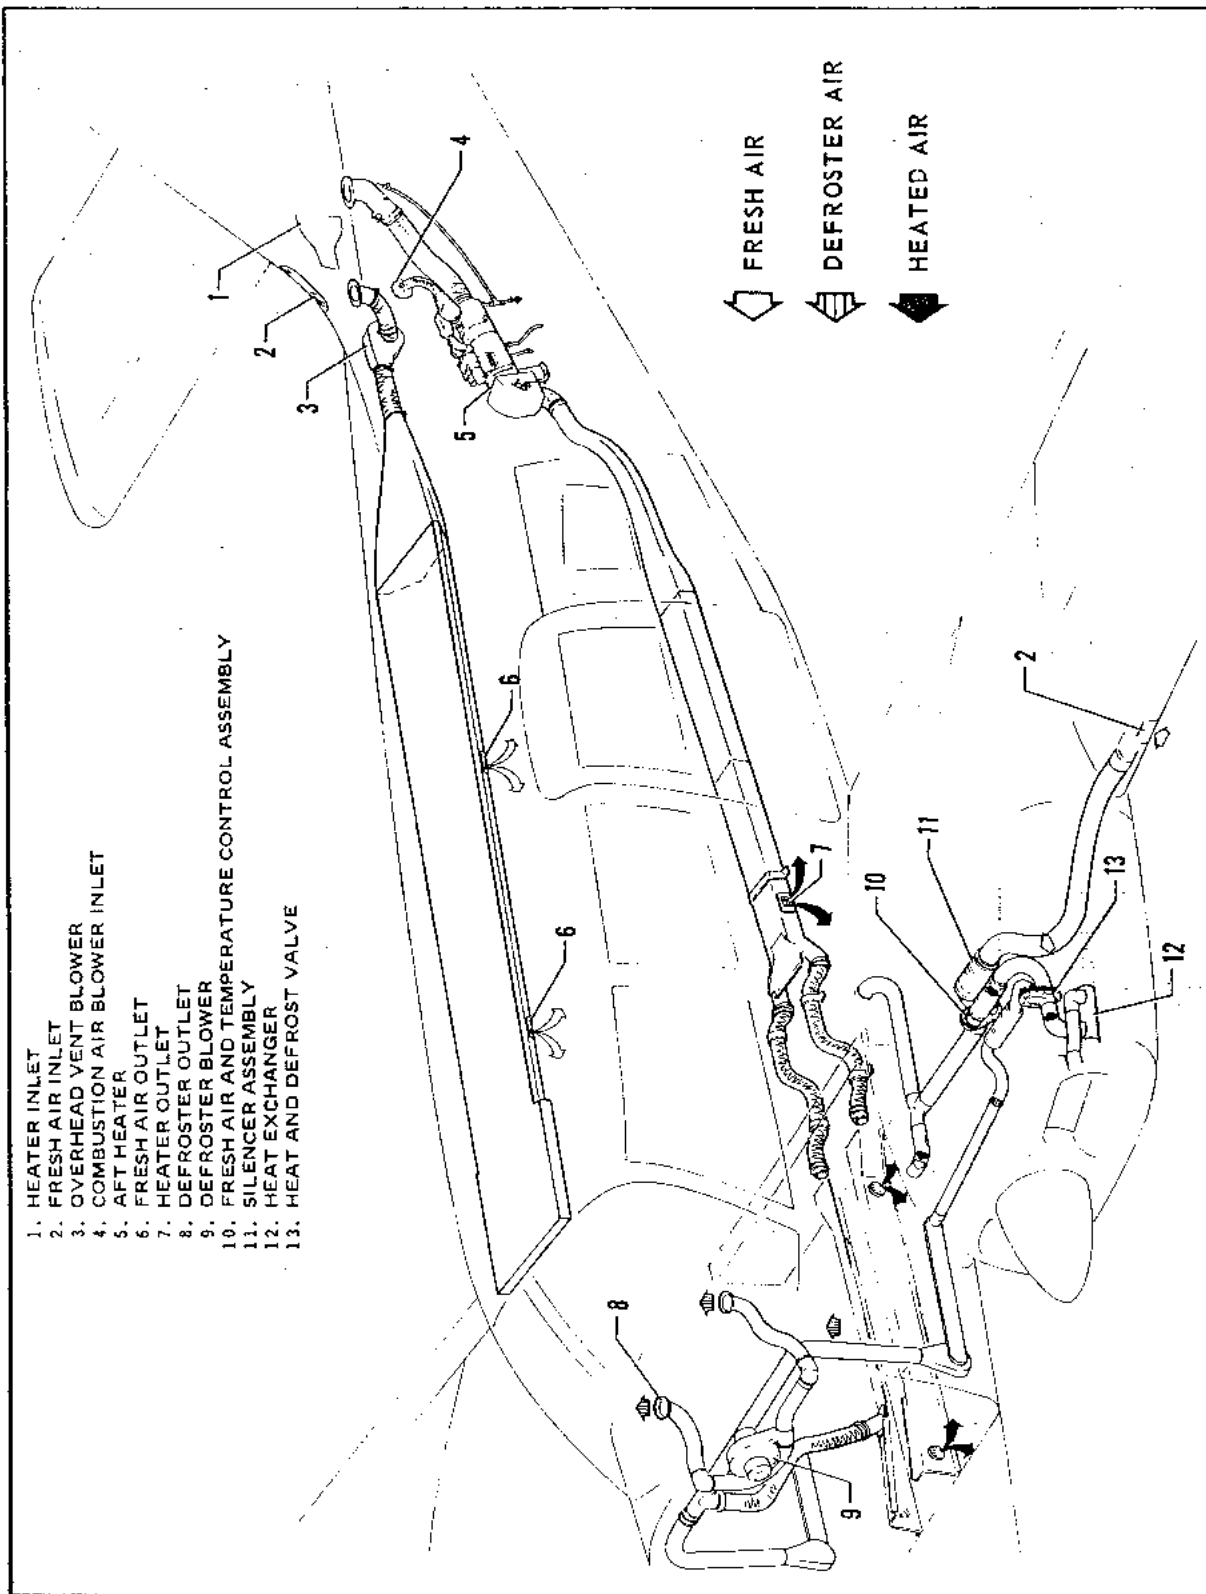 1. HEATER INLET
2. FRESH AIR INLET
3. OVERHEAD VENT BLOWER
4. COMBUSTION AIR BLOWER INLET
5. AFT HEATER
6. FRESH AIR OUTLET
7. HEATER OUTLET
8. DEFROSTER OUTLET
9. DEFROSTER BLOWER
10. FRESH AIR AND TEMPERATURE CONTROL ASSEMBLY
11. SILENCER ASSEMBLY
12. HEAT EXCHANGER
13. HEAT AND DEFROST VALVE
1
2
3
4
5
6
6
7
8
9
10
11
2
13
12
FRESH AIR
DEFROSTER AIR
HEATED AIR